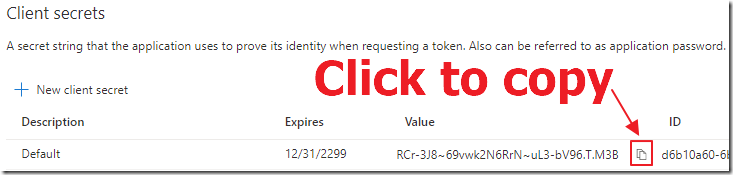 Client secrets
A secret string that the application uses to prove its identity when requesting a token. Also can be referred to as application password.
Click to copy
+ New client secret
Description Expires Value ID
Default 12/31/2299 RCr-3J8~69vwk2N6RrN~uL3-bV96.T.M3B d6b10a60-6